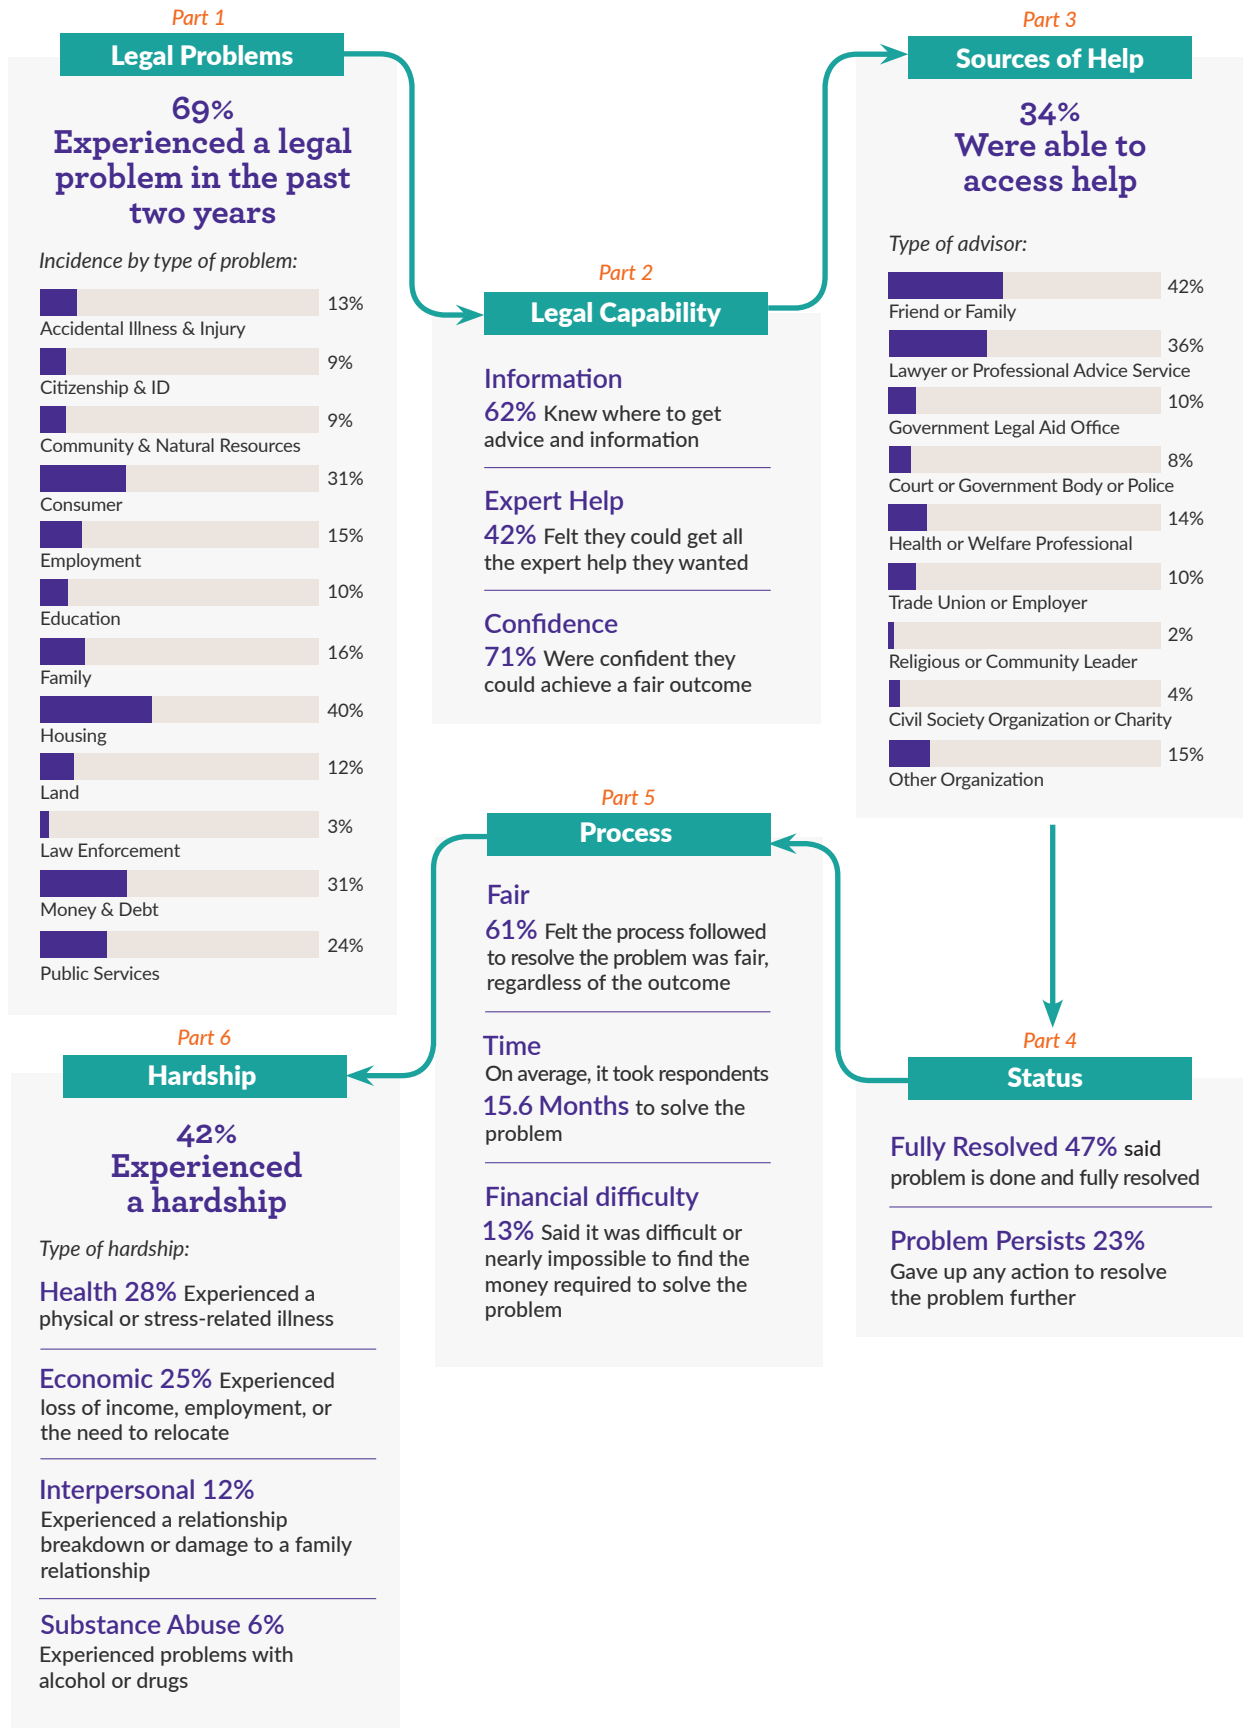 Part 1
Legal Problems
69%
Experienced a legal
problem in the past
two years
Incidence by type of problem:
13%
Accidental Illness & Injury
9%
Citizenship & ID
9%
Community & Natural Resources
31%
Consumer
15%
Employment
10%
Education
16%
Family
40%
Housing
12%
Land
3%
Law Enforcement
31%
Money & Debt
24%
Public Services
Part 2
Legal Capability
Information
62% Knew where to get
advice and information
Expert Help
42% Felt they could get all
the expert help they wanted
Confidence
71% Were confident they
could achieve a fair outcome
Part 3
Sources of Help
34%
Were able to
access help
Type of advisor:
42%
Friend or Family
36%
Lawyer or Professional Advice Service
10%
Government Legal Aid Office
8%
Court or Government Body or Police
14%
Health or Welfare Professional
10%
Trade Union or Employer
2%
Religious or Community Leader
4%
Civil Society Organization or Charity
15%
Other Organization
Part 4
Status
Fully Resolved 47% said
problem is done and fully resolved
Problem Persists 23%
Gave up any action to resolve
the problem further
Part 5
Process
Fair
61% Felt the process followed
to resolve the problem was fair,
regardless of the outcome
Time
On average, it took respondents
15.6 Months to solve the
problem
Financial difficulty
13% Said it was difficult or
nearly impossible to find the
money required to solve the
problem
Part 6
Hardship
42%
Experienced
a hardship
Type of hardship:
Health 28% Experienced a
physical or stress-related illness
Economic 25% Experienced
loss of income, employment, or
the need to relocate
Interpersonal 12%
Experienced a relationship
breakdown or damage to a family
relationship
Substance Abuse 6%
Experienced problems with
alcohol or drugs